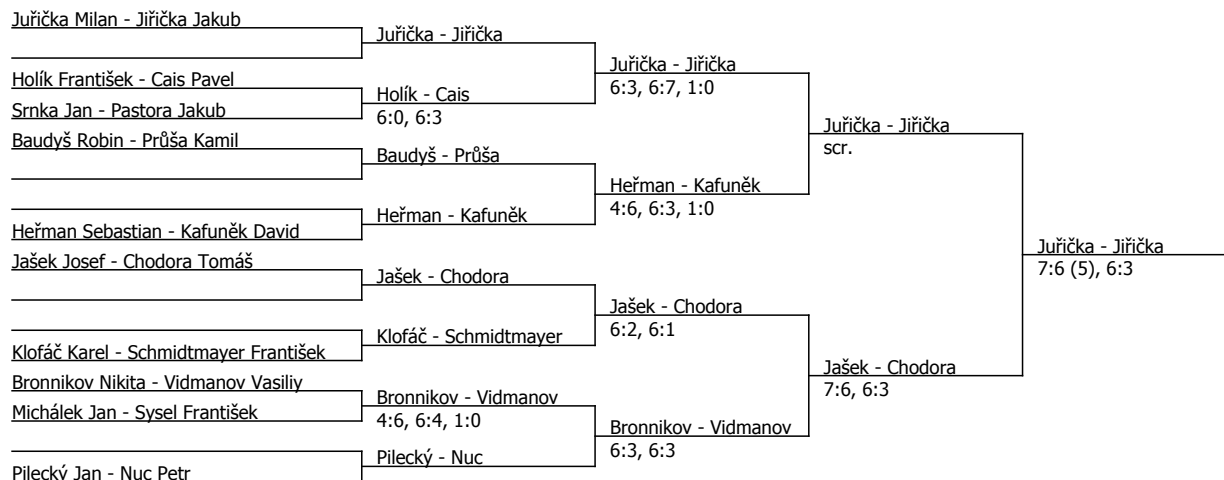 Juřička Milan - Jiřička Jakub
Holík František - Cais Pavel
Srnka Jan - Pastora Jakub
Baudyš Robin - Průša Kamil
Heřman Sebastian - Kafuněk David
Jašek Josef - Chodora Tomáš
Klofáč Karel - Schmidtmayer František
Bronnikov Nikita - Vidmanov Vasiliy
Michálek Jan - Sysel František
Pilecký Jan - Nuc Petr
Juřička - Jiřička
Holík - Cais
6:0, 6:3
Baudyš - Průša
Heřman - Kafuněk
Jašek - Chodora
Klofáč - Schmidtmayer
Bronnikov - Vidmanov
4:6, 6:4, 1:0
Pilecký - Nuc
Juřička - Jiřička
6:3, 6:7, 1:0
Heřman - Kafuněk
4:6, 6:3, 1:0
Jašek - Chodora
6:2, 6:1
Bronnikov - Vidmanov
6:3, 6:3
Juřička - Jiřička
scr.
Jašek - Chodora
7:6, 6:3
Juřička - Jiřička
7:6 (5), 6:3